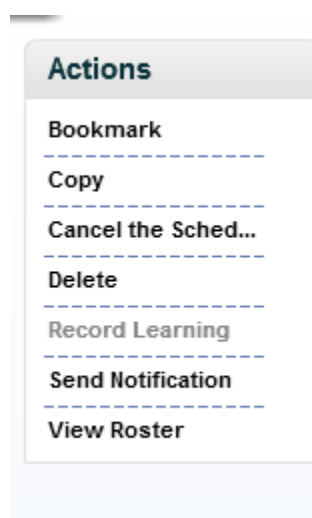 Actions
Bookmark
Copy
Cancel the Sched...
Delete
Record Learning
Send Notification
View Roster